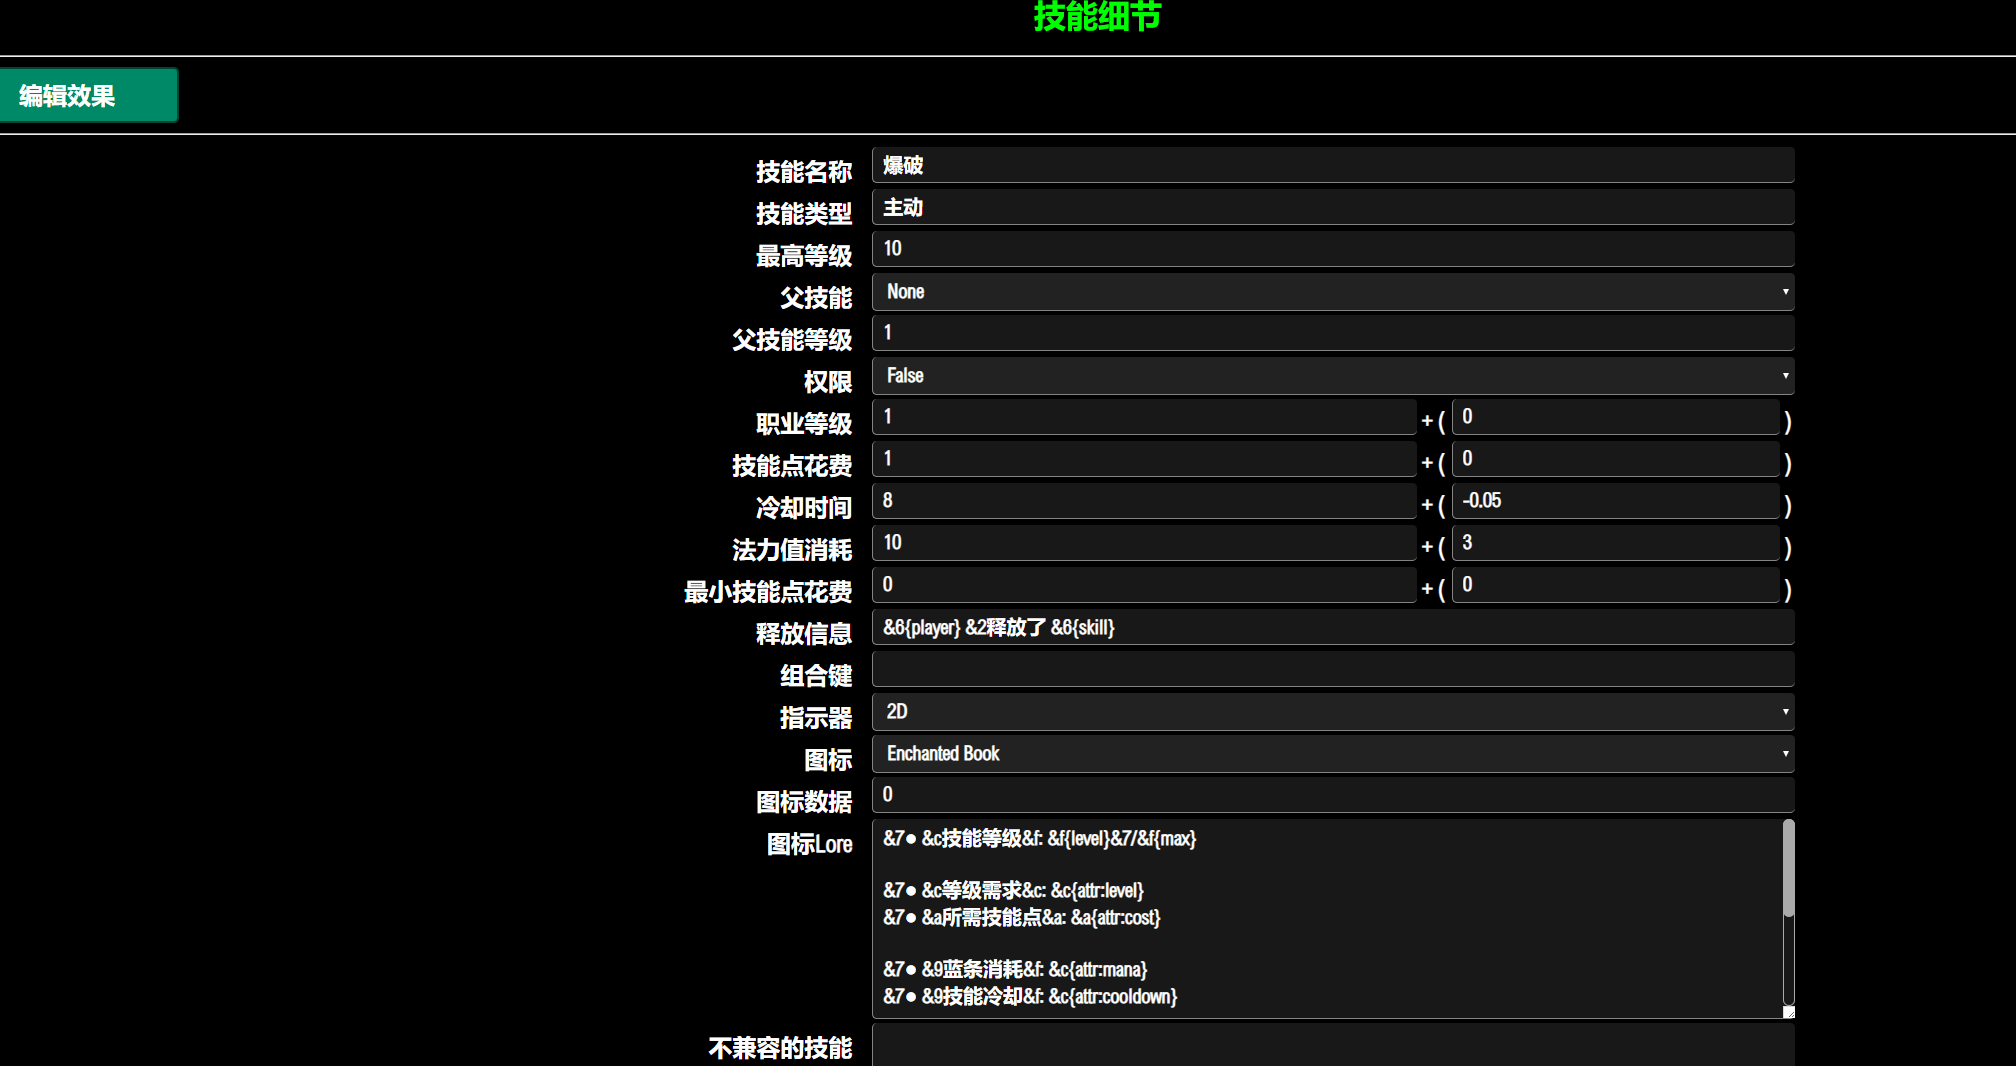 技能细节
编辑效果
技能名称 爆破
技能类型 主动
最高等级 10
父技能 None
父技能等级 1
权限 False
职业等级 1 + ( 0 )
技能点花费 1 + ( 0 )
冷却时间 8 + ( -0.05 )
法力值消耗 10 + ( 3 )
最小技能点花费 0 + ( 0 )
释放信息 &6{player} &2释放了 &6{skill}
组合键
指示器 2D
图标 Enchanted Book
图标数据 0
图标Lore &7● &c技能等级&f: &f{level}&7/&f{max}
&7● &c等级需求&c: &c{attr:level}
&7● &a所需技能点&a: &a{attr:cost}
&7● &9蓝条消耗&f: &c{attr:mana}
&7● &9技能冷却&f: &c{attr:cooldown}
不兼容的技能